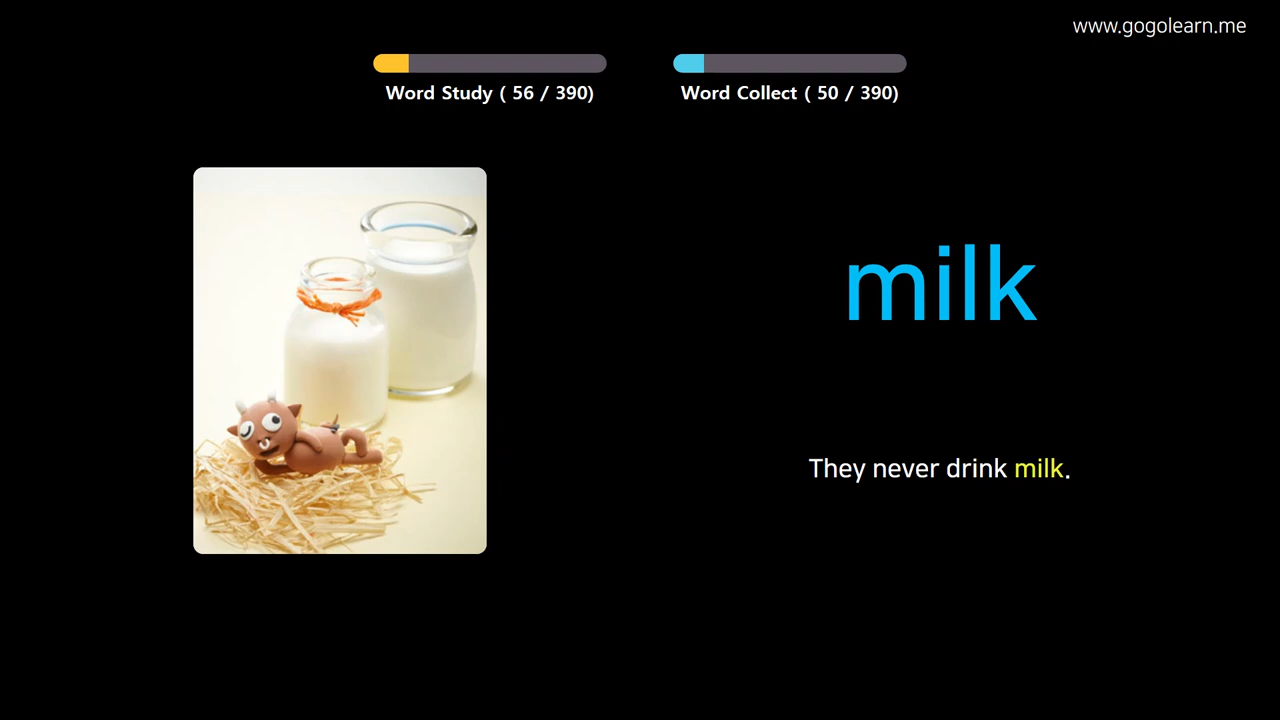 www.gogolearn.me
Word Study ( 56 / 390)
Word Collect ( 50 / 390)
milk
They never drink milk.